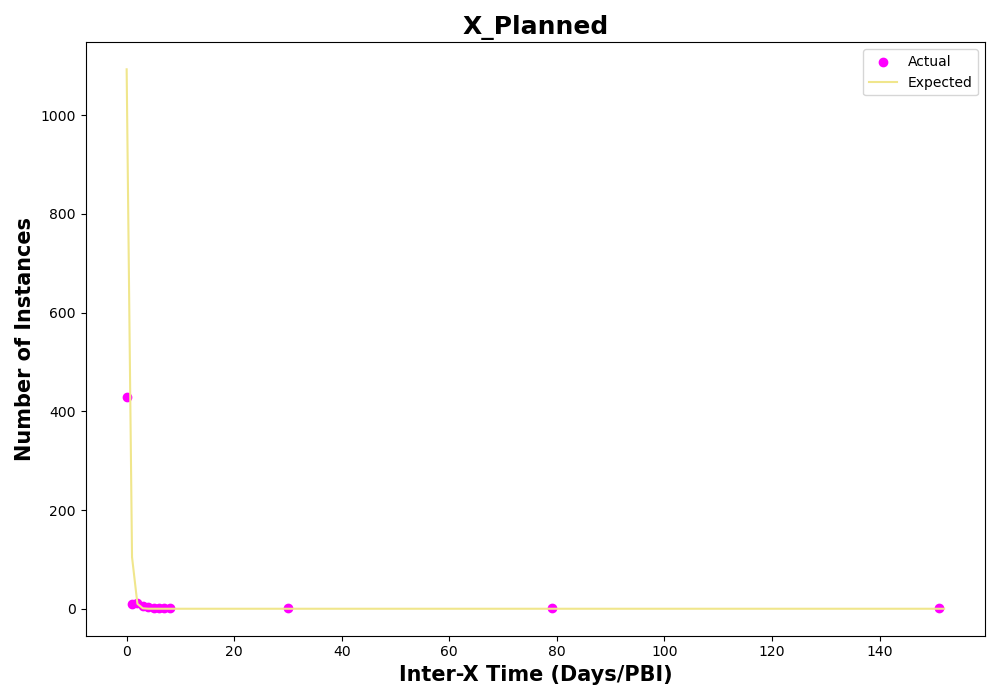 X_Planned
Actual
Expected
Number of Instances
1000
800
600
400
200
0
0 20 40 60 80 100 120 140
Inter-X Time (Days/PBI)